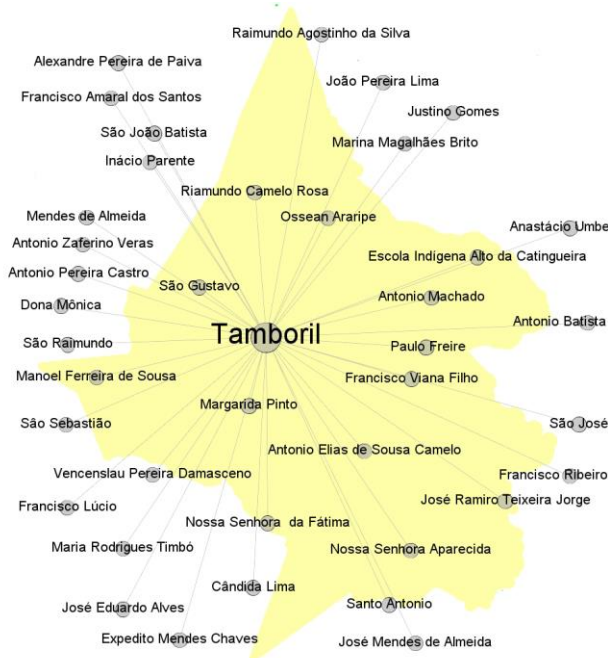 Raimundo Agostinho da Silva
Alexandre Pereira de Paiva
João Pereira Lima
Francisco Amaral dos Santos
Justino Gomes
São João Batista
Marina Magalhães Brito
Inácio Parente
Riamundo Camelo Rosa
Mendes de Almeida
Ossean Araripe
Anastácio Umbe
Antonio Zaferino Veras
Escola Indígena Alto da Catingueira
Antonio Pereira Castro
São Gustavo
Antonio Machado
Dona Mônica
Antonio Batista
Tamboril
São Raimundo
Paulo Freire
Manoel Ferreira de Sousa
Francisco Viana Filho
Margarida Pinto
Sâo Sebastião
São José
Antonio Elias de Sousa Camelo
Vencenslau Pereira Damasceno
Francisco Ribeiro
Francisco Lúcio
José Ramiro Teixeira Jorge
Nossa Senhora da Fátima
Maria Rodrigues Timbó
Nossa Senhora Aparecida
Cândida Lima
José Eduardo Alves
Santo Antonio
Expedito Mendes Chaves
José Mendes de Almeida